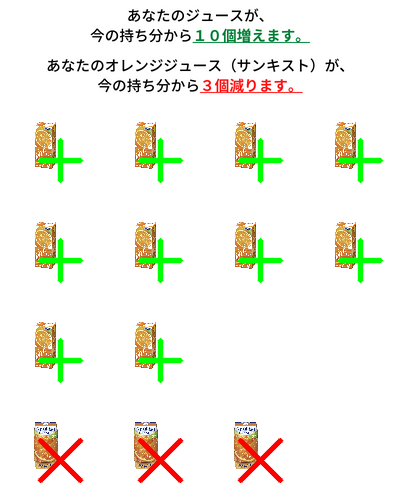 あなたのジュースが、
今の持ち分から１０個増えます。
あなたのオレンジジュース（サンキスト）が、
今の持ち分から３個減ります。